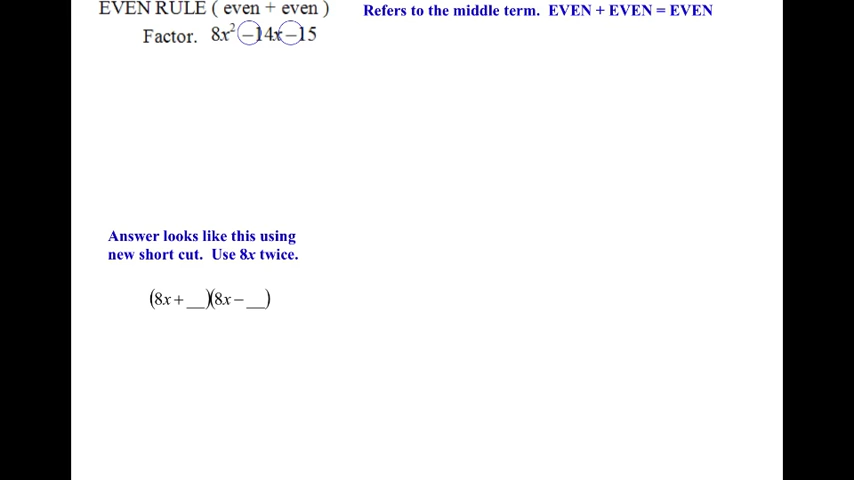 EVEN RULE ( even + even )
Refers to the middle term. EVEN + EVEN = EVEN
Factor. 8x² −14x−15
Answer looks like this using
new short cut. Use 8x twice.
(8x + __)(8x − __)